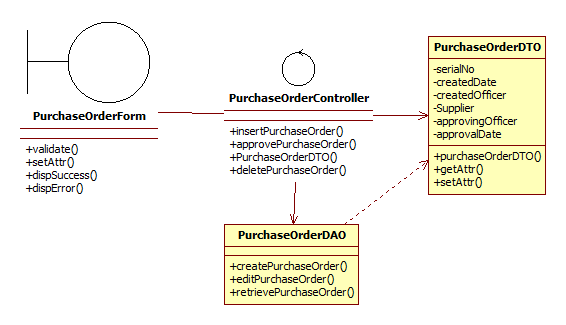 PurchaseOrderForm
+validate()
+setAttr()
+dispSuccess()
+dispError()
PurchaseOrderController
+insertPurchaseOrder()
+approvePurchaseOrder()
+PurchaseOrderDTO()
+deletePurchaseOrder()
PurchaseOrderDTO
-serialNo
-createdDate
-createdOfficer
-Supplier
-approvingOfficer
-approvalDate
+purchaseOrderDTO()
+getAttr()
+setAttr()
PurchaseOrderDAO
+createPurchaseOrder()
+editPurchaseOrder()
+retrievePurchaseOrder()